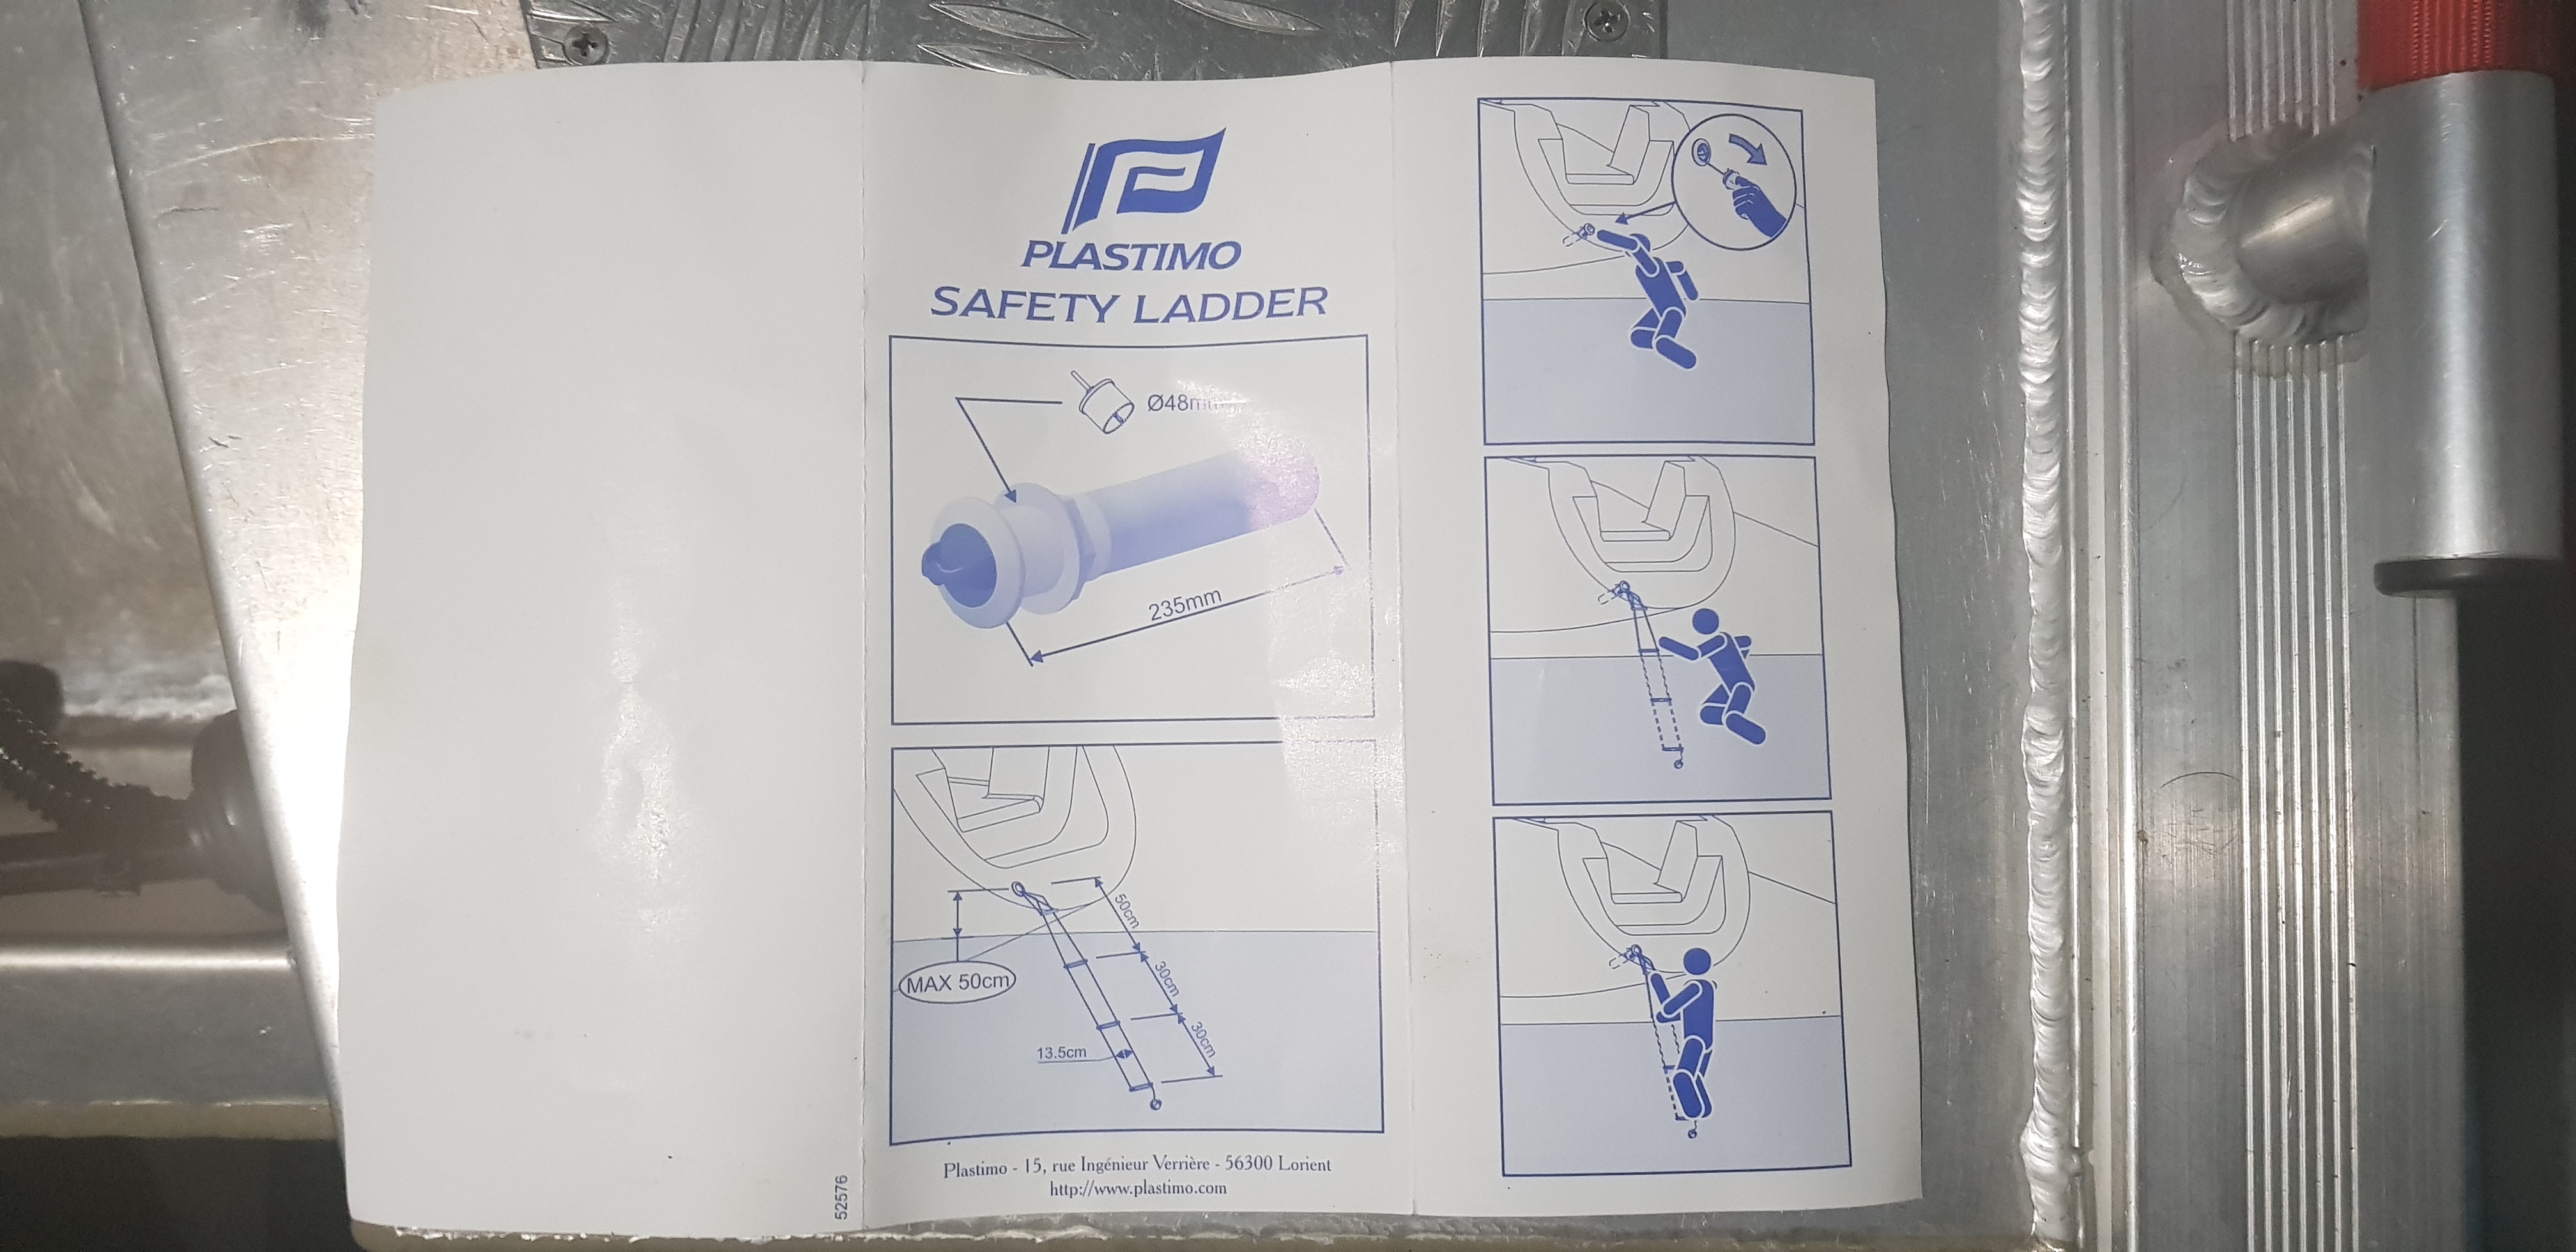 PLASTIMO
SAFETY LADDER
Ø48mm
235mm
50cm
30cm
MAX 50cm
30cm
13.5cm
Plastimo - 15, rue Ingénieur Verrière - 56300 Lorient
http://www.plastimo.com
52576